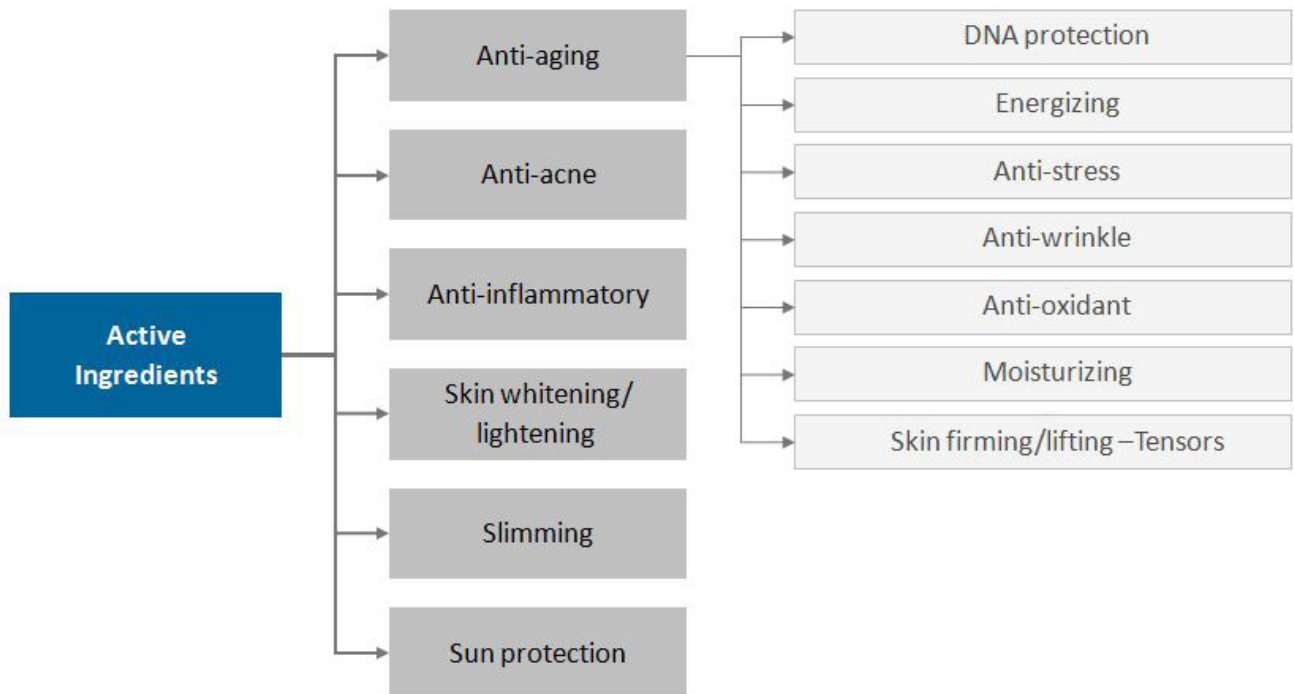 Active
Ingredients
Anti-aging
Anti-acne
Anti-inflammatory
Skin whitening/
lightening
Slimming
Sun protection
DNA protection
Energizing
Anti-stress
Anti-wrinkle
Anti-oxidant
Moisturizing
Skin firming/lifting –Tensors